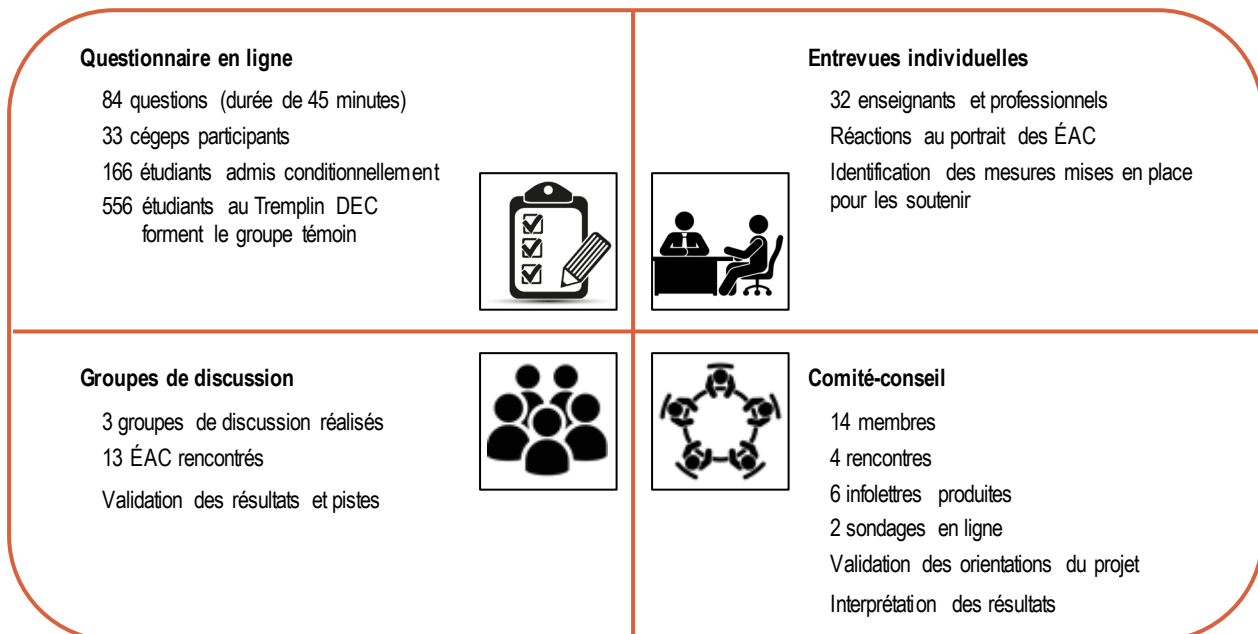 Questionnaire en ligne
84 questions (durée de 45 minutes)
33 cégeps participants
166 étudiants admis conditionnellement
556 étudiants au Tremplin DEC
forment le groupe témoin
Entrevues individuelles
32 enseignants et professionnels
Réactions au portrait des ÉAC
Identification des mesures mises en place
pour les soutenir
Groupes de discussion
3 groupes de discussion réalisés
13 ÉAC rencontrés
Validation des résultats et pistes
Comité-conseil
14 membres
4 rencontres
6 infolettres produites
2 sondages en ligne
Validation des orientations du projet
Interprétation des résultats